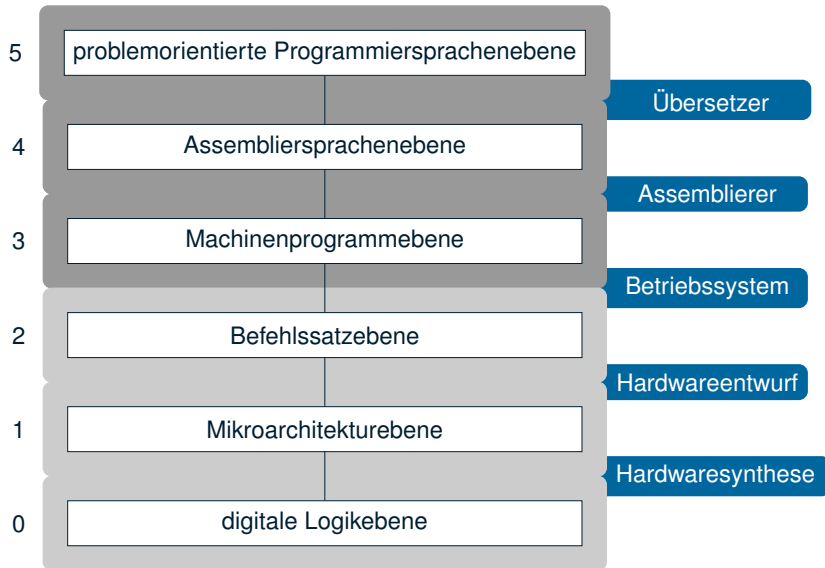 5 problemorientierte Programmiersprachenebene
Übersetzer
4 Assembliersprachenebene
Assemblierer
3 Machinenprogrammebene
Betriebssystem
2 Befehlssatzebene
Hardwareentwurf
1 Mikroarchitekturebene
Hardwaresynthese
0 digitale Logikebene